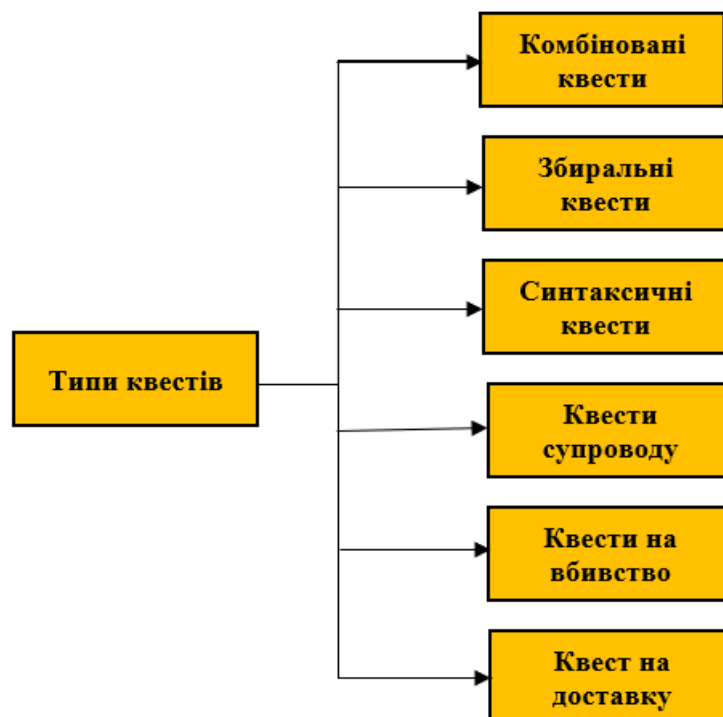 Комбіновані
квести
Збиральні
квести
Синтаксичні
квести
Типи квестів
Квести
супроводу
Квести на
вбивство
Квест на
доставку